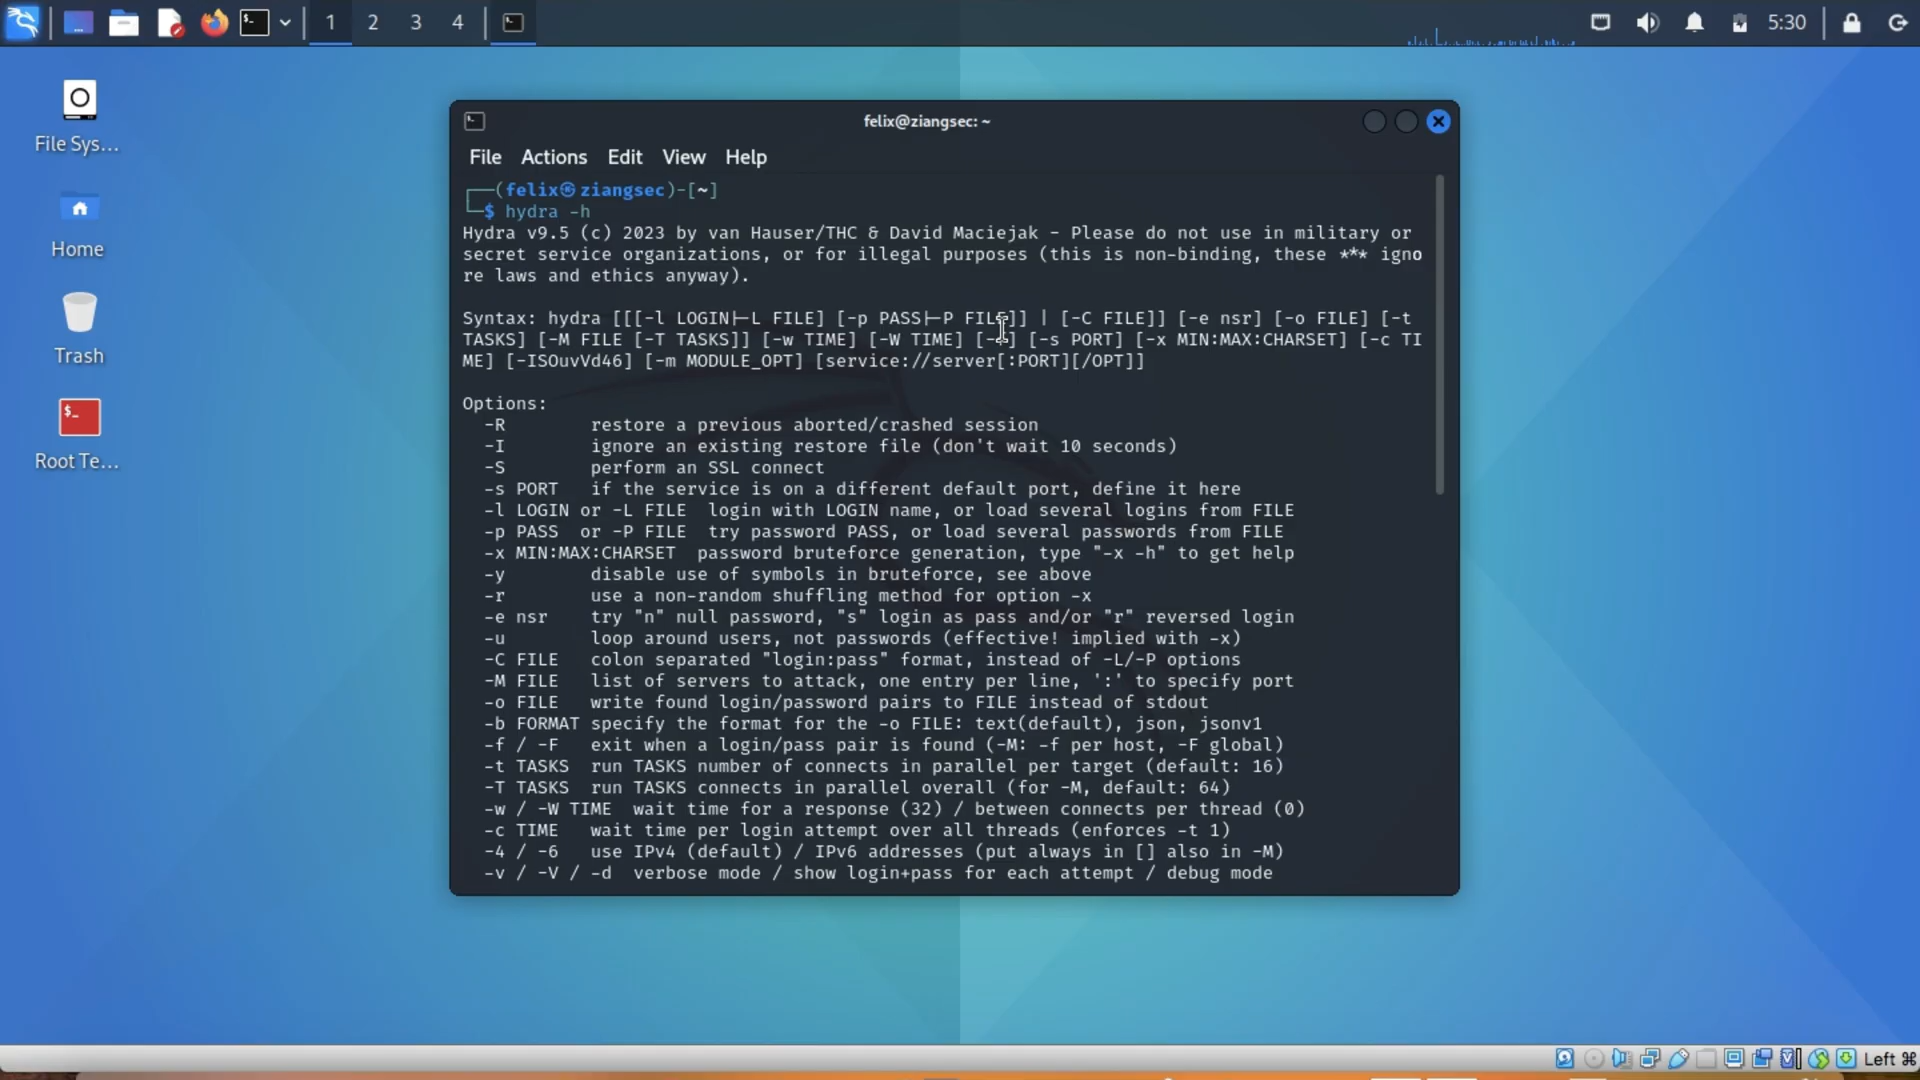 1 2 3 4
5:30
File Sys...
Home
Trash
Root Te...
felix@ziangsec: ~
File Actions Edit View Help
┌──(felix㉿ziangsec)-[~]
└─$ hydra -h
Hydra v9.5 (c) 2023 by van Hauser/THC & David Maciejak - Please do not use in military or
secret service organizations, or for illegal purposes (this is non-binding, these *** igno
re laws and ethics anyway).
Syntax: hydra [[[-l LOGIN|-L FILE] [-p PASS|-P FILE]] | [-C FILE]] [-e nsr] [-o FILE] [-t
TASKS] [-M FILE [-T TASKS]] [-w TIME] [-W TIME] [-f] [-s PORT] [-x MIN:MAX:CHARSET] [-c TI
ME] [-ISOuvVd46] [-m MODULE_OPT] [service://server[:PORT][/OPT]]
Options:
-R restore a previous aborted/crashed session
-I ignore an existing restore file (don't wait 10 seconds)
-S perform an SSL connect
-s PORT if the service is on a different default port, define it here
-l LOGIN or -L FILE login with LOGIN name, or load several logins from FILE
-p PASS or -P FILE try password PASS, or load several passwords from FILE
-x MIN:MAX:CHARSET password bruteforce generation, type "-x -h" to get help
-y disable use of symbols in bruteforce, see above
-r use a non-random shuffling method for option -x
-e nsr try "n" null password, "s" login as pass and/or "r" reversed login
-u loop around users, not passwords (effective! implied with -x)
-C FILE colon separated "login:pass" format, instead of -L/-P options
-M FILE list of servers to attack, one entry per line, ':' to specify port
-o FILE write found login/password pairs to FILE instead of stdout
-b FORMAT specify the format for the -o FILE: text(default), json, jsonv1
-f / -F exit when a login/pass pair is found (-M: -f per host, -F global)
-t TASKS run TASKS number of connects in parallel per target (default: 16)
-T TASKS run TASKS connects in parallel overall (for -M, default: 64)
-w / -W TIME wait time for a response (32) / between connects per thread (0)
-c TIME wait time per login attempt over all threads (enforces -t 1)
-4 / -6 use IPv4 (default) / IPv6 addresses (put always in [] also in -M)
-v / -V / -d verbose mode / show login+pass for each attempt / debug mode
Left ⌘